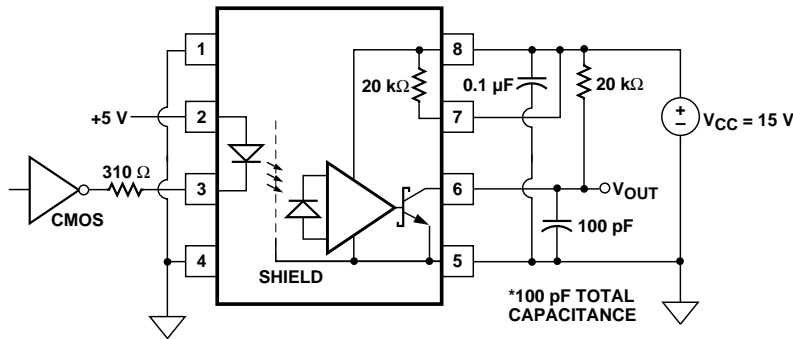 1
8
20 kΩ
0.1 µF
20 kΩ
+5 V
2
7
V_CC = 15 V
310 Ω
3
6
V_OUT
CMOS
100 pF
4
5
SHIELD
*100 pF TOTAL
CAPACITANCE